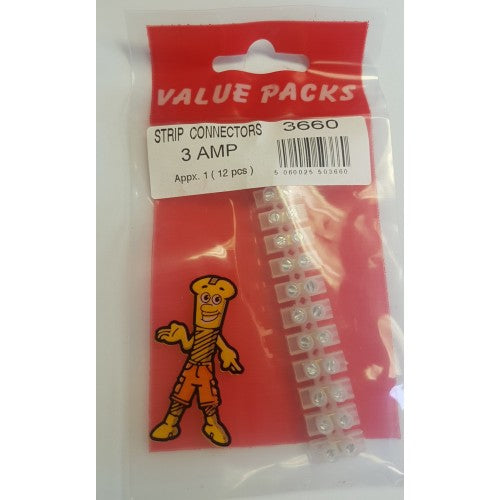 VALUE PACKS
STRIP CONNECTORS 3660
3 AMP
Appx. 1 ( 12 pcs )
5 060025 503660